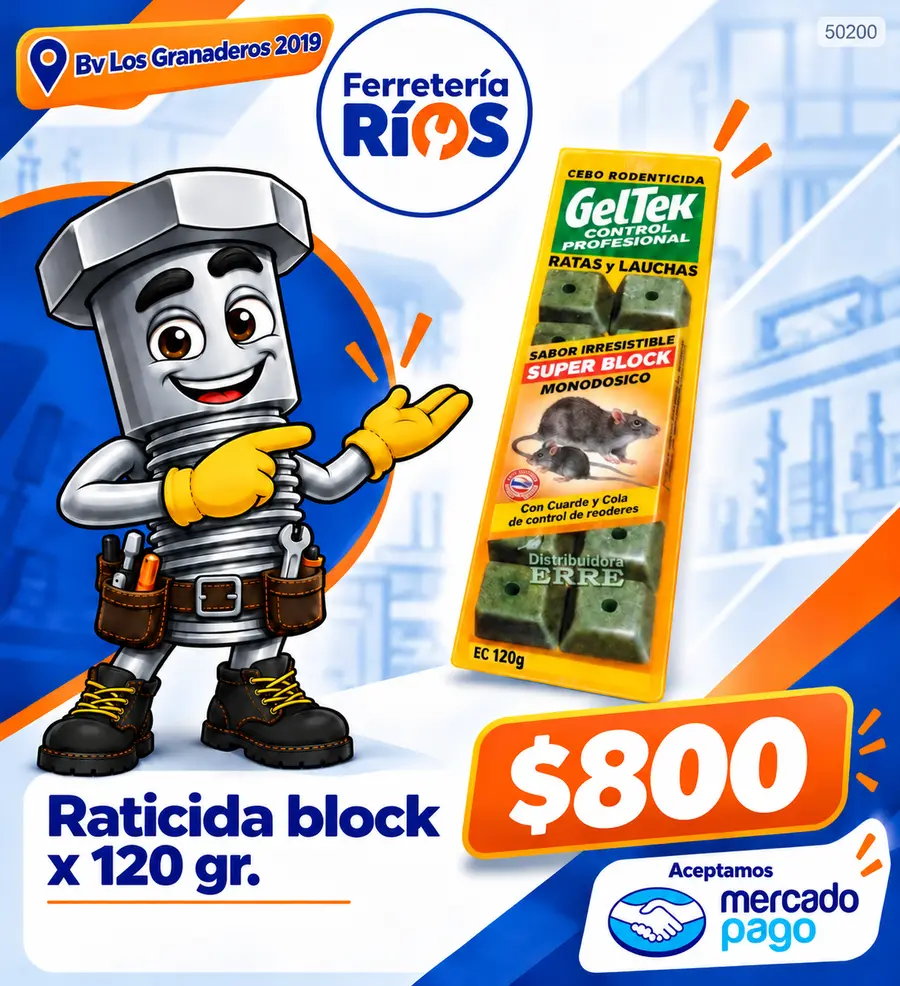 Bv Los Granaderos 2019
Ferretería
RÍOS
50200
CEBO RODENTICIDA
GelTek
CONTROL
PROFESIONAL
RATAS y LAUCHAS
SABOR IRRESISTIBLE
SUPER BLOCK
MONODOSICO
Con Cuarde y Cola
de control de reoderes
Distribuidora
ERRE
EC 120g
$800
Raticida block
x 120 gr.
Aceptamos
mercado
pago